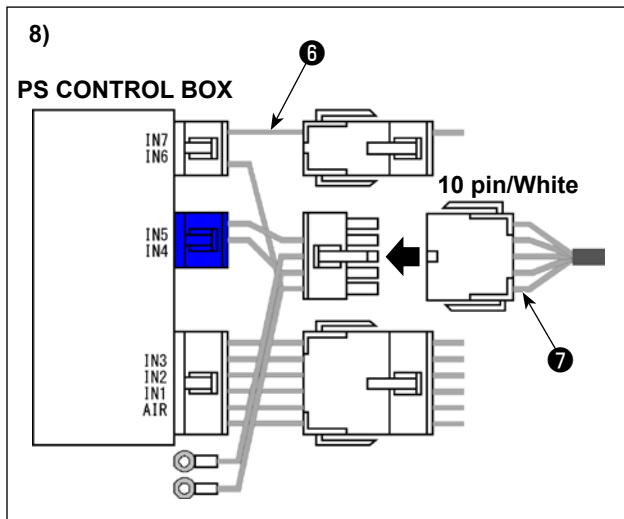 8)
❻
PS CONTROL BOX
IN7
IN6
10 pin/White
IN5
IN4
❼
IN3
IN2
IN1
AIR